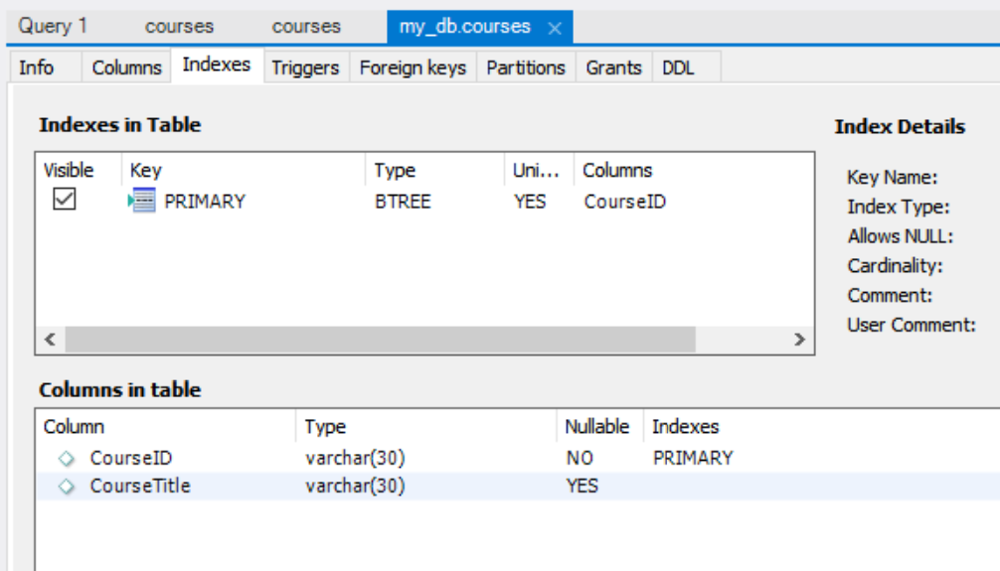 Query 1 courses courses my_db.courses
Info Columns Indexes Triggers Foreign keys Partitions Grants DDL
Indexes in Table
Visible Key Type Uni... Columns
PRIMARY BTREE YES CourseID
Index Details
Key Name:
Index Type:
Allows NULL:
Cardinality:
Comment:
User Comment:
Columns in table
Column Type Nullable Indexes
CourseID varchar(30) NO PRIMARY
CourseTitle varchar(30) YES